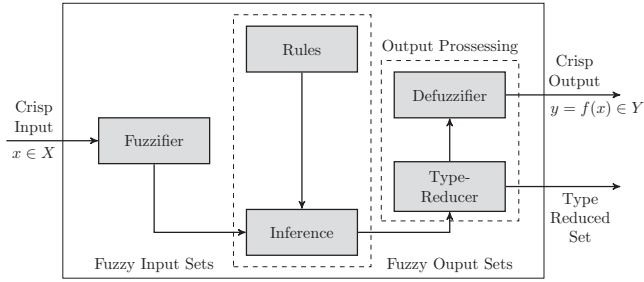 Rules
Output Prossessing
Crisp
Output
y = f(x) ∈ Y
Defuzzifier
Crisp
Input
x ∈ X
Fuzzifier
Type-
Reducer
Type
Reduced
Set
Inference
Fuzzy Input Sets
Fuzzy Ouput Sets